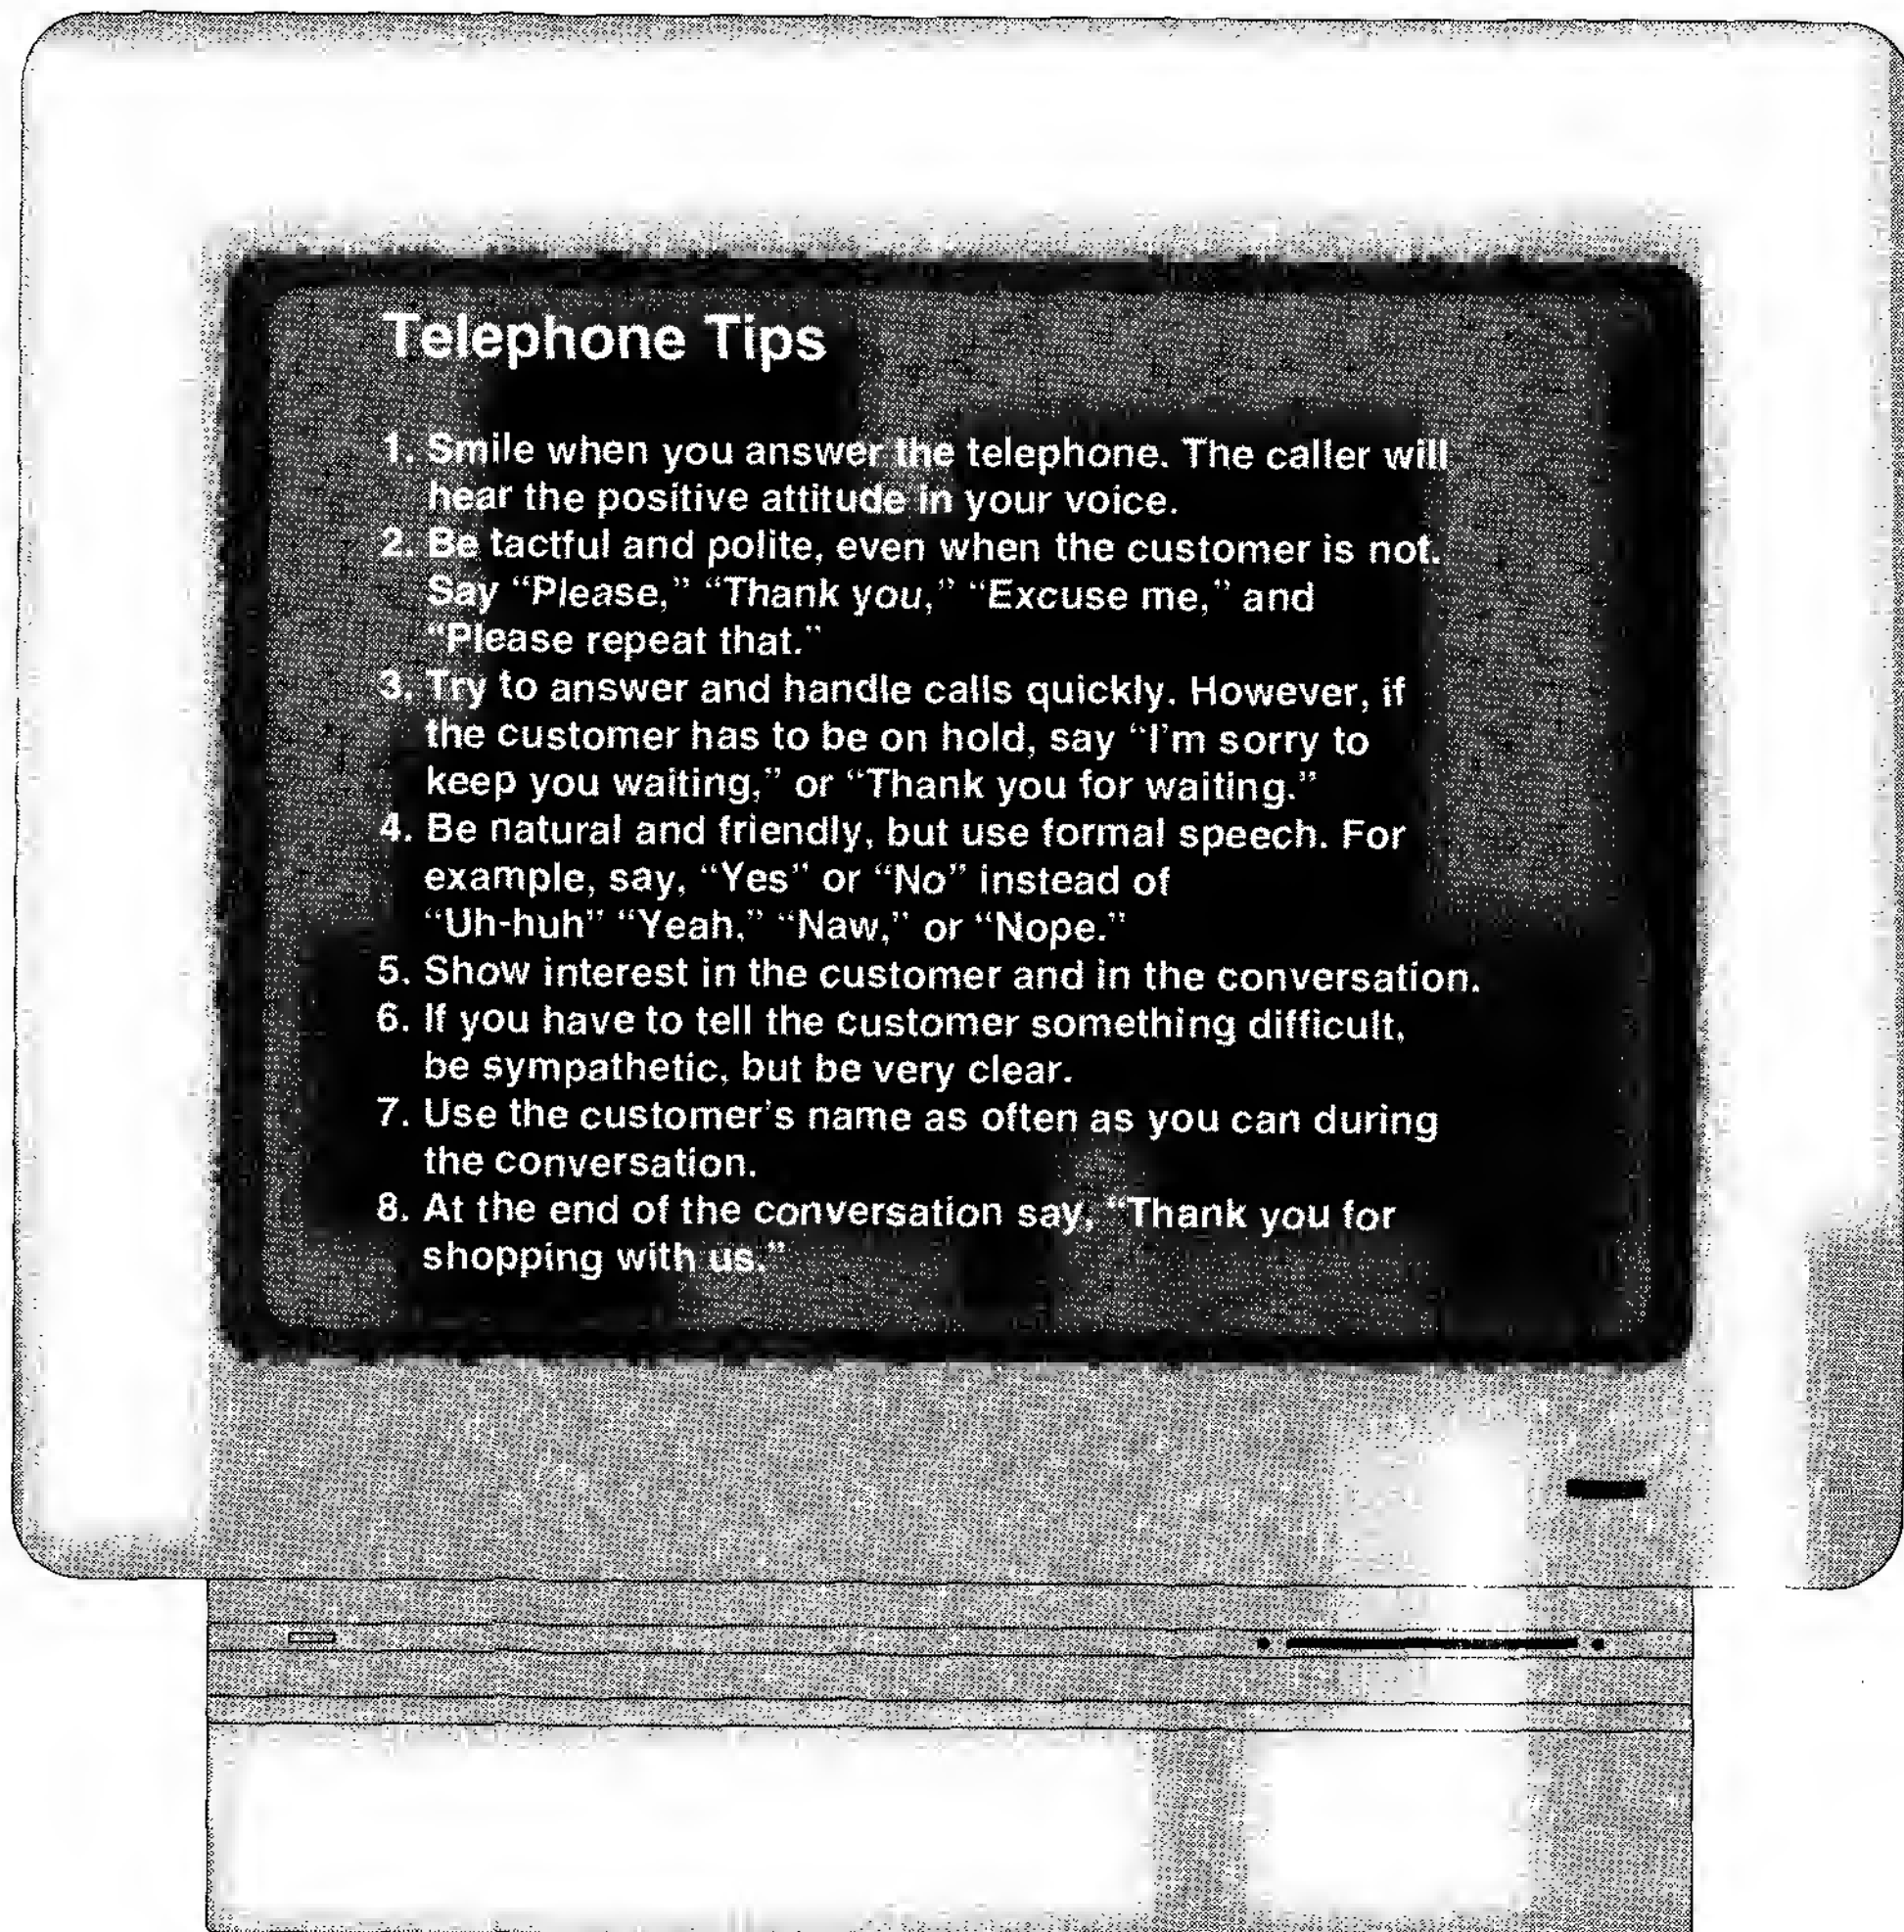 Telephone Tips
1. Smile when you answer the telephone. The caller will
hear the positive attitude in your voice.
2. Be tactful and polite, even when the customer is not.
Say “Please,” “Thank you,” “Excuse me,” and
“Please repeat that.”
3. Try to answer and handle calls quickly. However, if
the customer has to be on hold, say “I’m sorry to
keep you waiting,” or “Thank you for waiting.”
4. Be natural and friendly, but use formal speech. For
example, say, “Yes” or “No” instead of
“Uh-huh” “Yeah,” “Naw,” or “Nope.”
5. Show interest in the customer and in the conversation.
6. If you have to tell the customer something difficult,
be sympathetic, but be very clear.
7. Use the customer’s name as often as you can during
the conversation.
8. At the end of the conversation say, “Thank you for
shopping with us.”